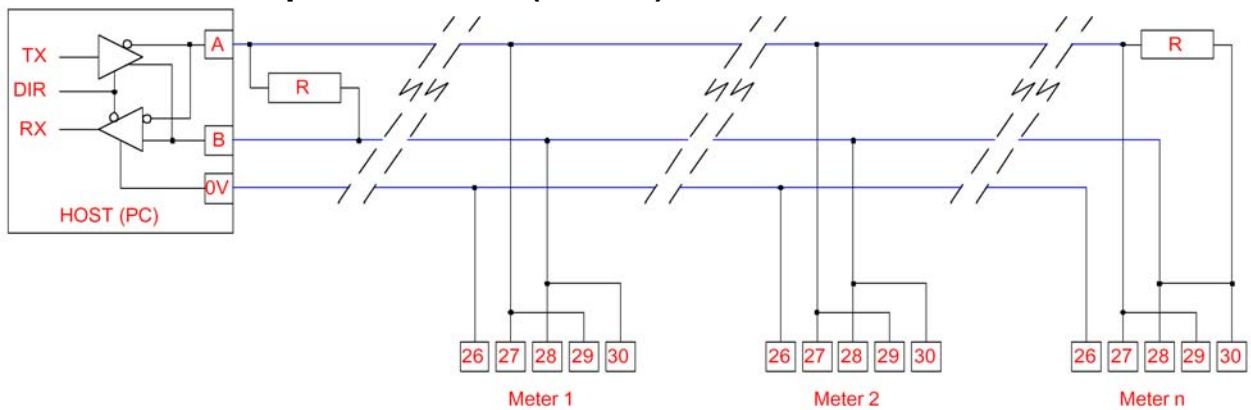 TX
DIR
RX
A
B
0V
HOST (PC)
R
R
26 27 28 29 30
26 27 28 29 30
26 27 28 29 30
Meter 1
Meter 2
Meter n